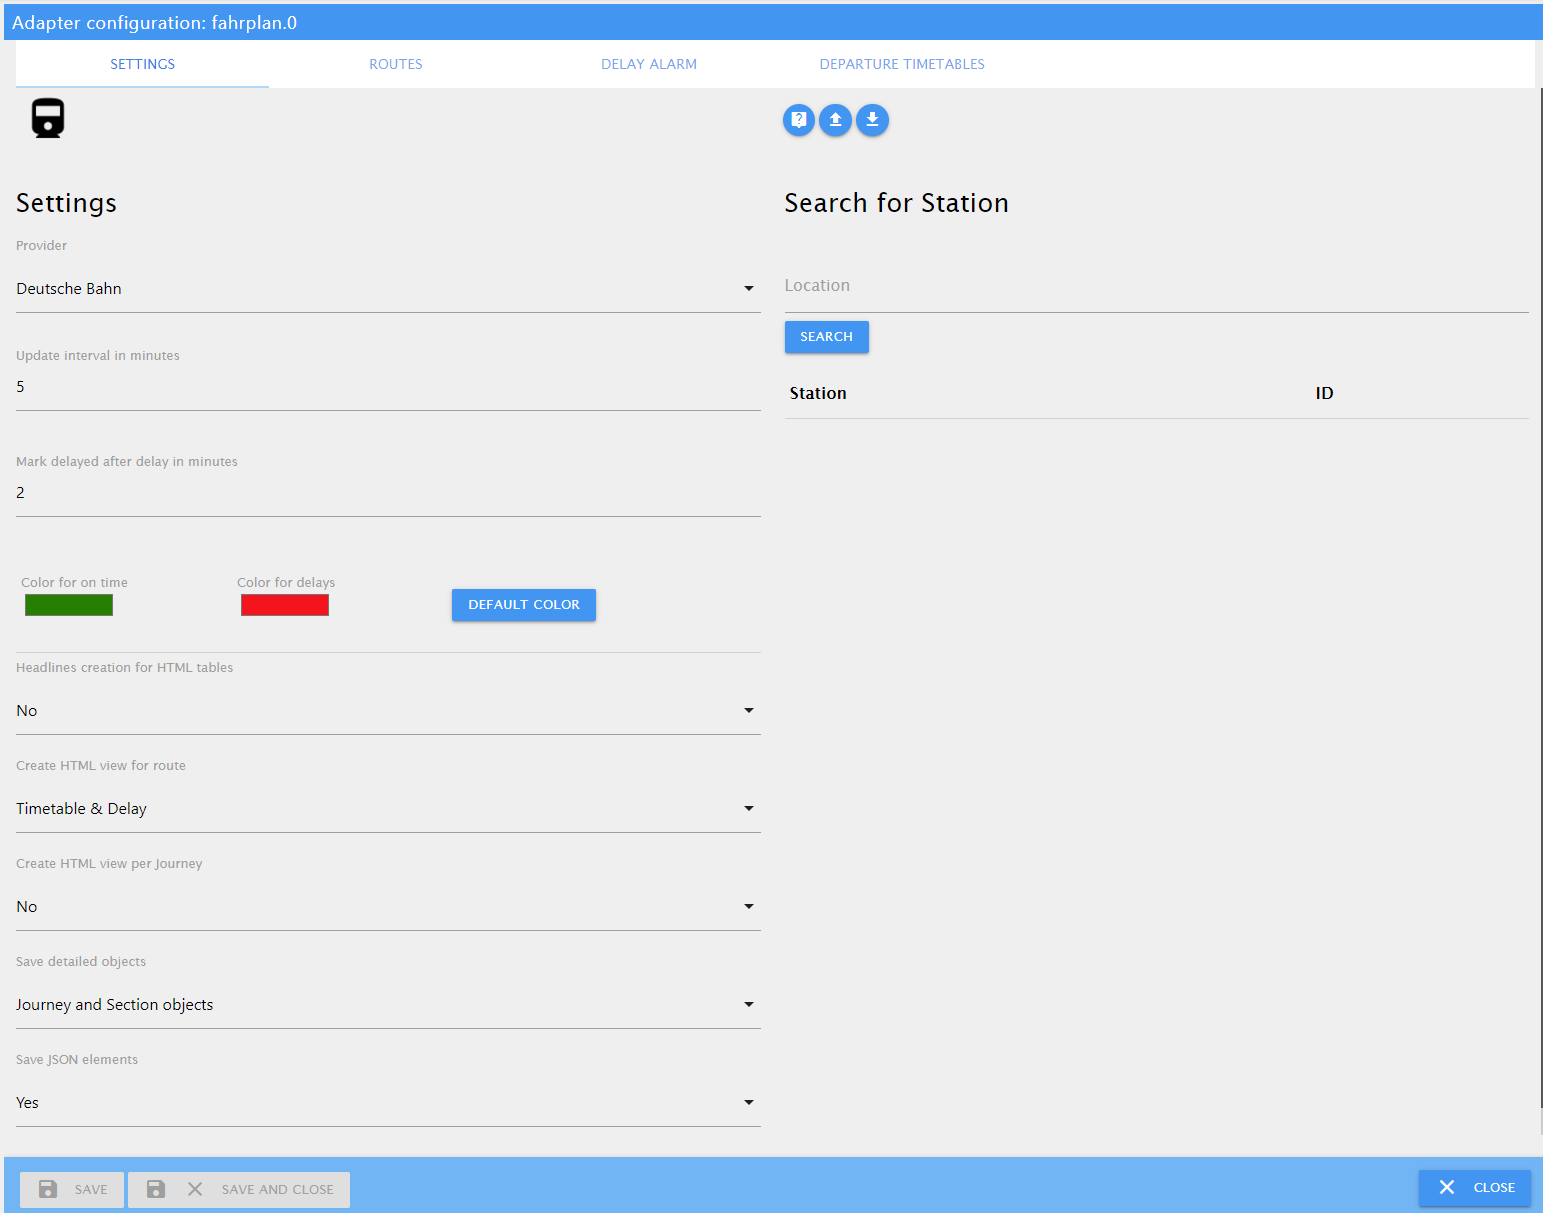 Adapter configuration: fahrplan.0
SETTINGS ROUTES DELAY ALARM DEPARTURE TIMETABLES
Settings
Provider
Deutsche Bahn
Update interval in minutes
5
Mark delayed after delay in minutes
2
Color for on time Color for delays DEFAULT COLOR
Headlines creation for HTML tables
No
Create HTML view for route
Timetable & Delay
Create HTML view per Journey
No
Save detailed objects
Journey and Section objects
Save JSON elements
Yes
Search for Station
Location
SEARCH
Station ID
SAVE SAVE AND CLOSE CLOSE